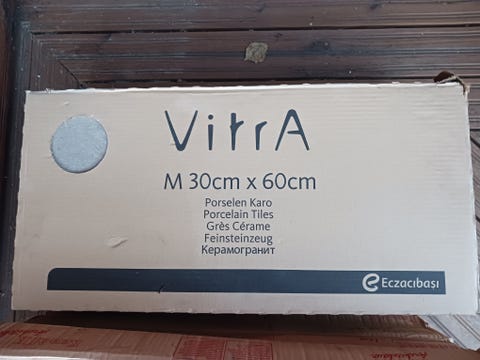 VitrA
M 30cm x 60cm
Porselen Karo
Porcelain Tiles
Grès Cérame
Feinsteinzeug
Керамогранит
Eczacıbaşı